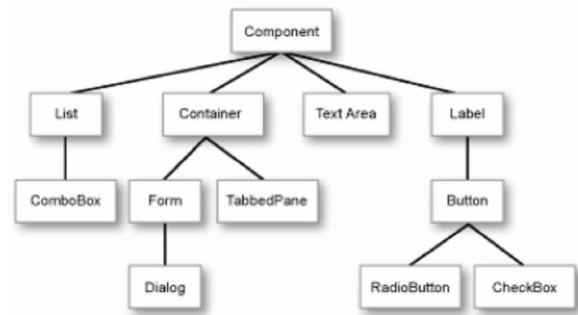 Component
List
Container
Text Area
Label
ComboBox
Form
TabbedPane
Button
Dialog
RadioButton
CheckBox